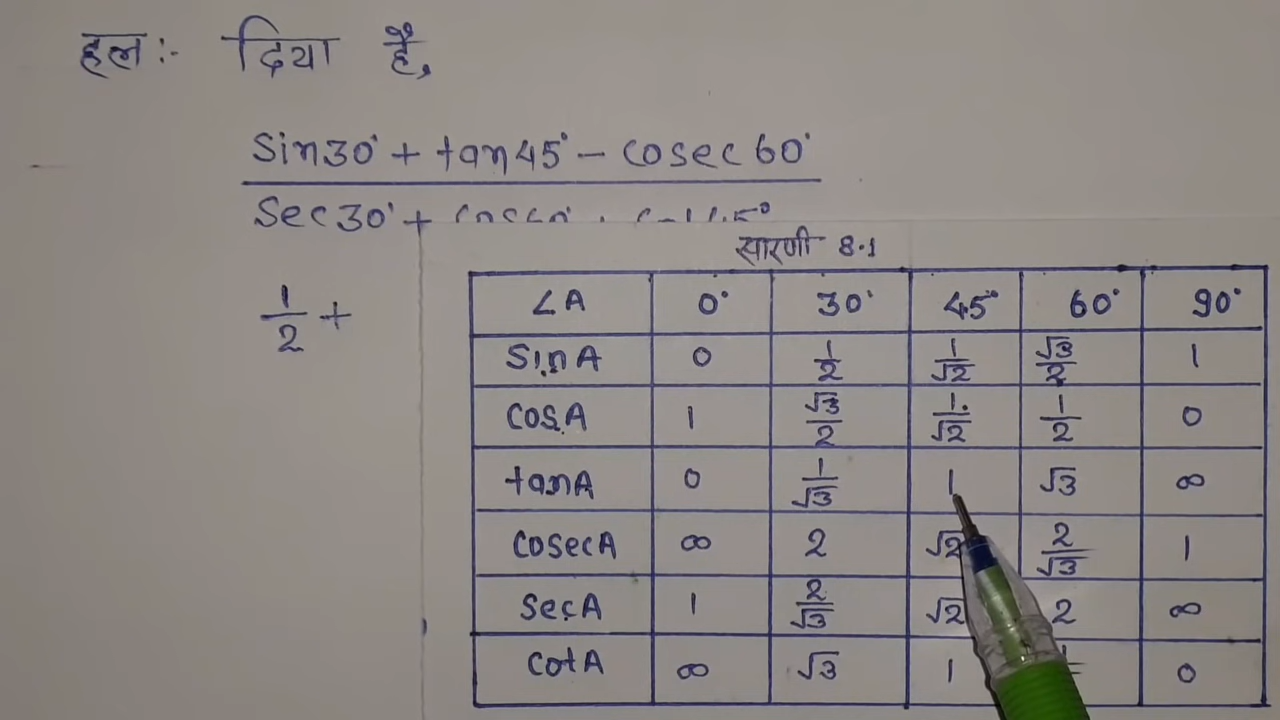 हल :- दिया है,
Sin30° + tan45° - cosec60°
Sec30° +
1/2 +
सारणी 8.1
∠A 0° 30° 45° 60° 90°
SinA 0 1/2 1/√2 √3/2 1
cosA 1 √3/2 1/√2 1/2 0
tanA 0 1/√3 1 √3 ∞
cosecA ∞ 2 √2 2/√3 1
secA 1 2/√3 √2 2 ∞
cotA ∞ √3 1 0